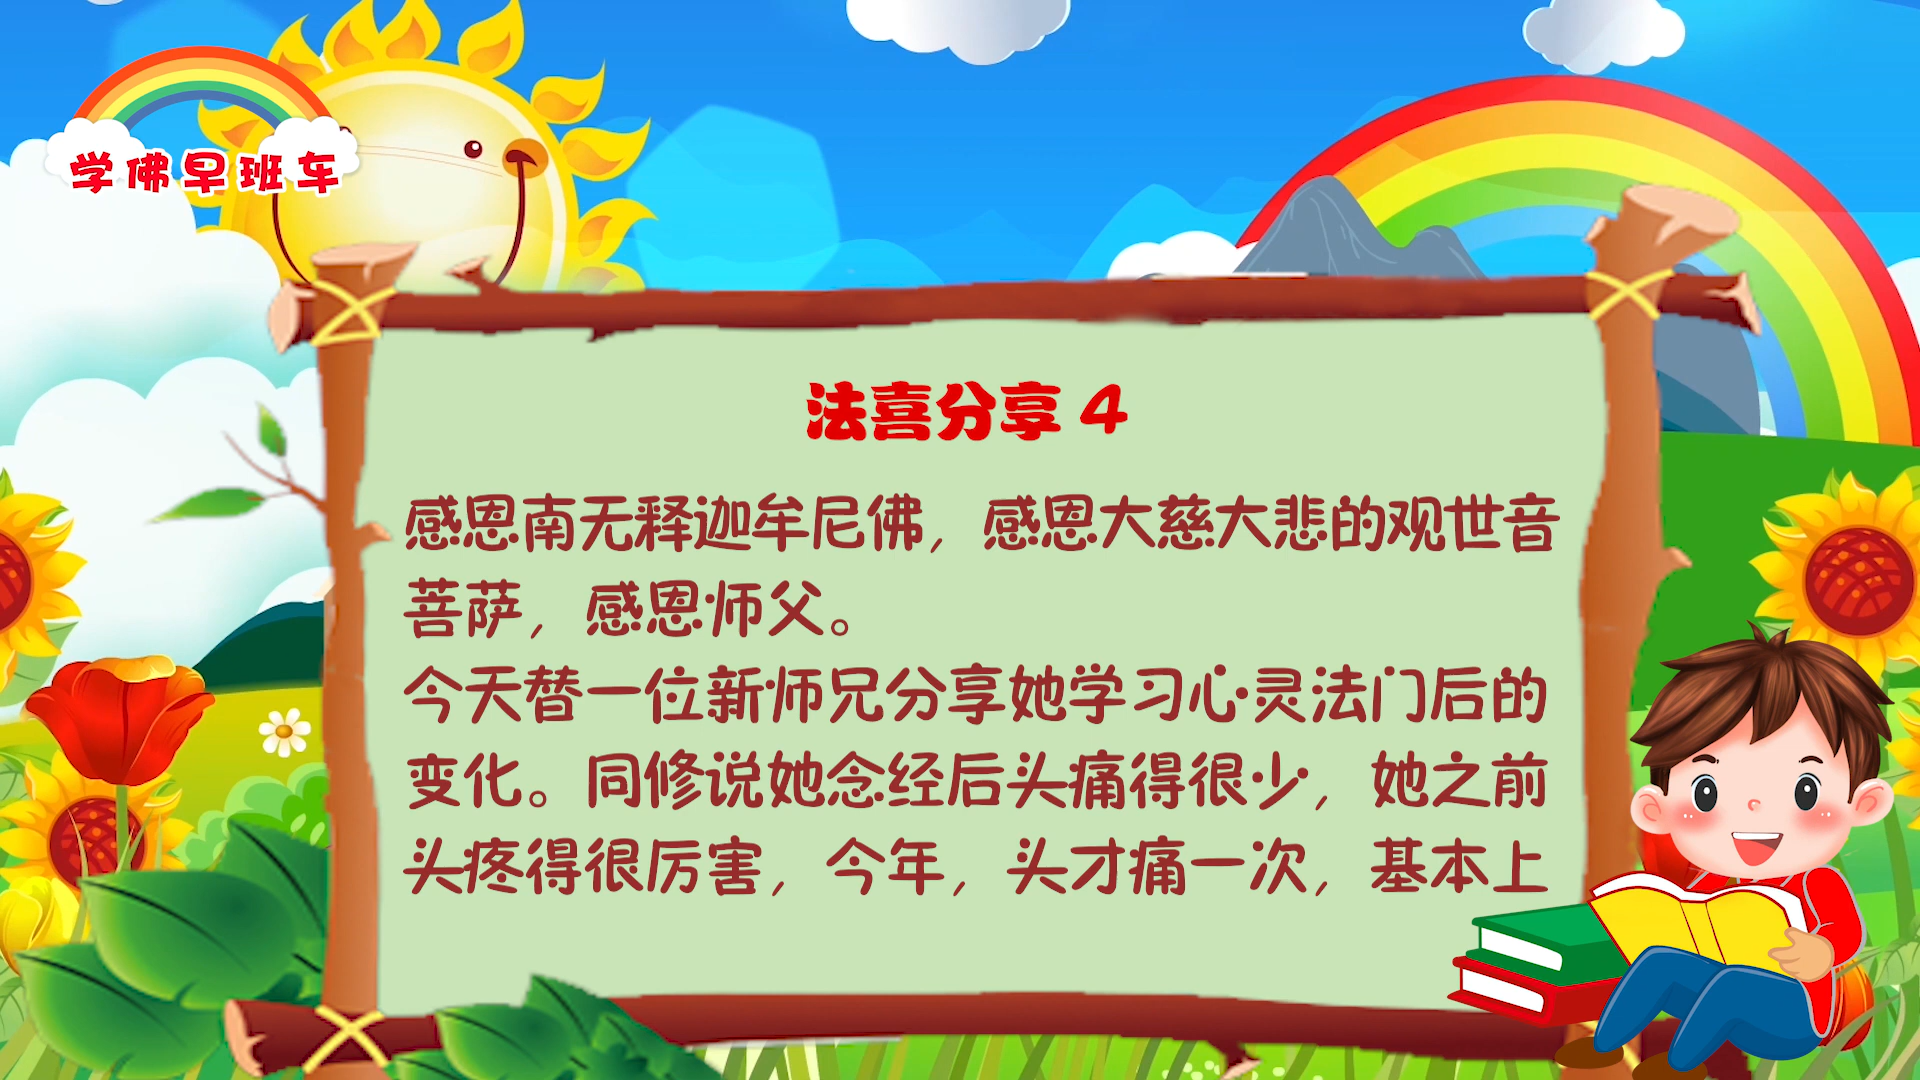 学佛早班车
法喜分享4
感恩南无释迦牟尼佛，感恩大慈大悲的观世音
菩萨，感恩师父。
今天替一位新师兄分享她学习心灵法门后的
变化。同修说她念经后头痛得很少，她之前
头疼得很厉害，今年，头才痛一次，基本上